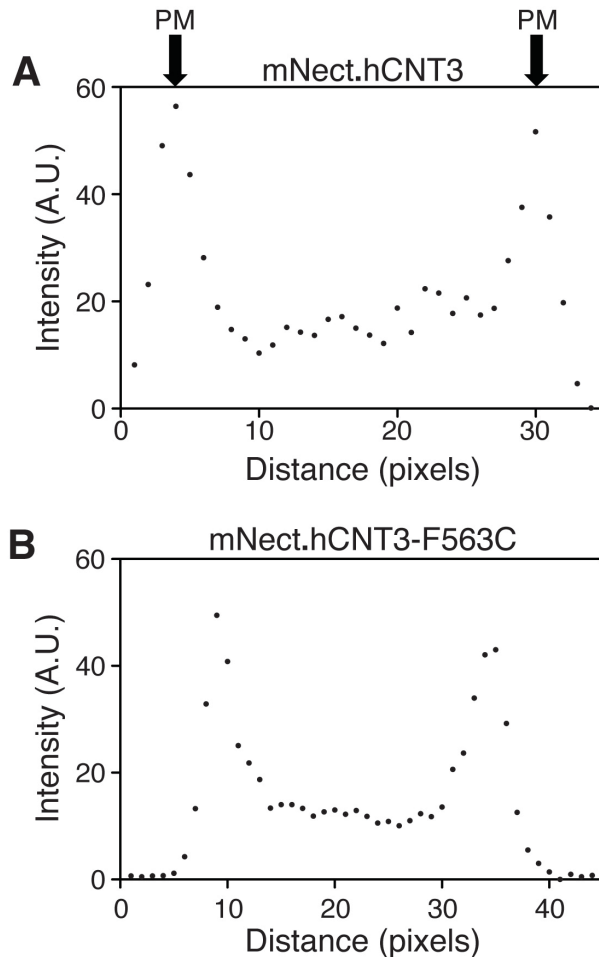 PM PM
A mNect.hCNT3
60
40
20
0
Intensity (A.U.)
0 10 20 30
Distance (pixels)
B mNect.hCNT3-F563C
60
40
20
0
Intensity (A.U.)
0 10 20 30 40
Distance (pixels)